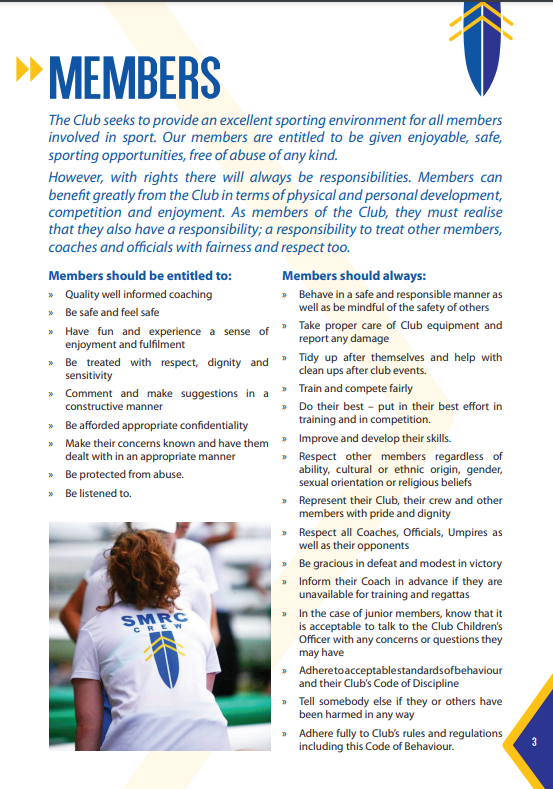 MEMBERS
The Club seeks to provide an excellent sporting environment for all members
involved in sport. Our members are entitled to be given enjoyable, safe,
sporting opportunities, free of abuse of any kind.
However, with rights there will always be responsibilities. Members can
benefit greatly from the Club in terms of physical and personal development,
competition and enjoyment. As members of the Club, they must realise
that they also have a responsibility; a responsibility to treat other members,
coaches and officials with fairness and respect too.
Members should be entitled to:
» Quality well informed coaching
» Be safe and feel safe
» Have fun and experience a sense of
enjoyment and fulfilment
» Be treated with respect, dignity and
sensitivity
» Comment and make suggestions in a
constructive manner
» Be afforded appropriate confidentiality
» Make their concerns known and have them
dealt with in an appropriate manner
» Be protected from abuse.
» Be listened to.
SMRC
CREW
Members should always:
» Behave in a safe and responsible manner as
well as be mindful of the safety of others
» Take proper care of Club equipment and
report any damage
» Tidy up after themselves and help with
clean ups after club events.
» Train and compete fairly
» Do their best – put in their best effort in
training and in competition.
» Improve and develop their skills.
» Respect other members regardless of
ability, cultural or ethnic origin, gender,
sexual orientation or religious beliefs
» Represent their Club, their crew and other
members with pride and dignity
» Respect all Coaches, Officials, Umpires as
well as their opponents
» Be gracious in defeat and modest in victory
» Inform their Coach in advance if they are
unavailable for training and regattas
» In the case of junior members, know that it
is acceptable to talk to the Club Children's
Officer with any concerns or questions they
may have
» Adhere to acceptable standards of behaviour
and their Club's Code of Discipline
» Tell somebody else if they or others have
been harmed in any way
» Adhere fully to Club's rules and regulations
including this Code of Behaviour.
3